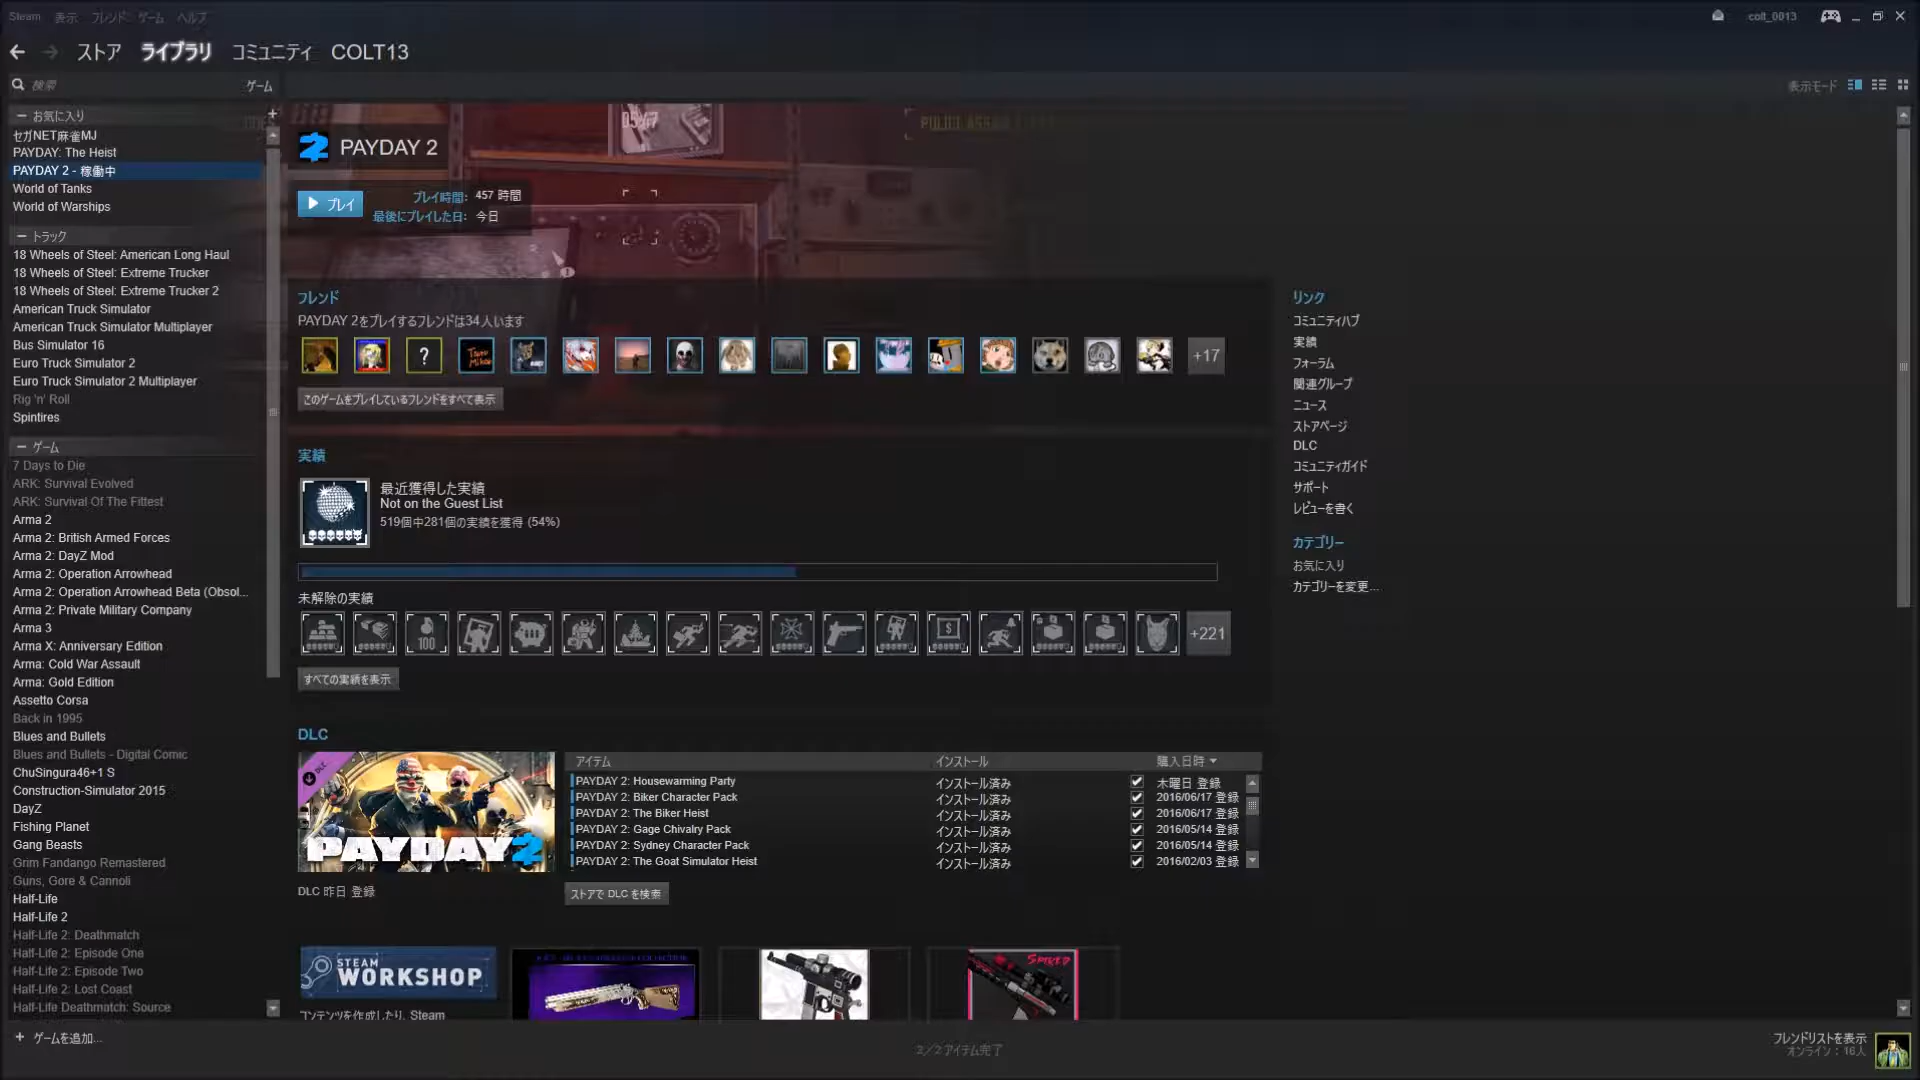 Steam 表示 フレンド ゲーム ヘルプ
colt_0013
ストア ライブラリ コミュニティ COLT13
検索 ゲーム
表示モード
お気に入り
セガNET麻雀MJ
PAYDAY: The Heist
PAYDAY 2 - 稼働中
World of Tanks
World of Warships
トラック
18 Wheels of Steel: American Long Haul
18 Wheels of Steel: Extreme Trucker
18 Wheels of Steel: Extreme Trucker 2
American Truck Simulator
American Truck Simulator Multiplayer
Bus Simulator 16
Euro Truck Simulator 2
Euro Truck Simulator 2 Multiplayer
Rig 'n' Roll
Spintires
ゲーム
7 Days to Die
ARK: Survival Evolved
ARK: Survival Of The Fittest
Arma 2
Arma 2: British Armed Forces
Arma 2: DayZ Mod
Arma 2: Operation Arrowhead
Arma 2: Operation Arrowhead Beta (Obsol...
Arma 2: Private Military Company
Arma 3
Arma X: Anniversary Edition
Arma: Cold War Assault
Arma: Gold Edition
Assetto Corsa
Back in 1995
Blues and Bullets
Blues and Bullets - Digital Comic
ChuSingura46+1 S
Construction-Simulator 2015
DayZ
Fishing Planet
Gang Beasts
Grim Fandango Remastered
Guns, Gore & Cannoli
Half-Life
Half-Life 2
Half-Life 2: Deathmatch
Half-Life 2: Episode One
Half-Life 2: Episode Two
Half-Life 2: Lost Coast
Half-Life Deathmatch: Source
+ ゲームを追加...
PAYDAY 2
プレイ
プレイ時間: 457 時間
最後にプレイした日: 今日
フレンド
PAYDAY 2をプレイするフレンドは34人います
+17
このゲームをプレイしているフレンドをすべて表示
実績
最近獲得した実績
Not on the Guest List
519個中281個の実績を獲得 (54%)
未解除の実績
100
+221
すべての実績を表示
DLC
DLC
PAYDAY 2
DLC 昨日 登録
アイテム インストール 購入日時
PAYDAY 2: Housewarming Party インストール済み 木曜日 登録
PAYDAY 2: Biker Character Pack インストール済み 2016/06/17 登録
PAYDAY 2: The Biker Heist インストール済み 2016/06/17 登録
PAYDAY 2: Gage Chivalry Pack インストール済み 2016/05/14 登録
PAYDAY 2: Sydney Character Pack インストール済み 2016/05/14 登録
PAYDAY 2: The Goat Simulator Heist インストール済み 2016/02/03 登録
ストアで DLC を検索
STEAM
WORKSHOP
コンテンツを作成したり、Steam
SPIKED
リンク
コミュニティハブ
実績
フォーラム
関連グループ
ニュース
ストアページ
DLC
コミュニティガイド
サポート
レビューを書く
カテゴリー
お気に入り
カテゴリーを変更...
2／2 アイテム完了
フレンドリストを表示
オンライン：16人